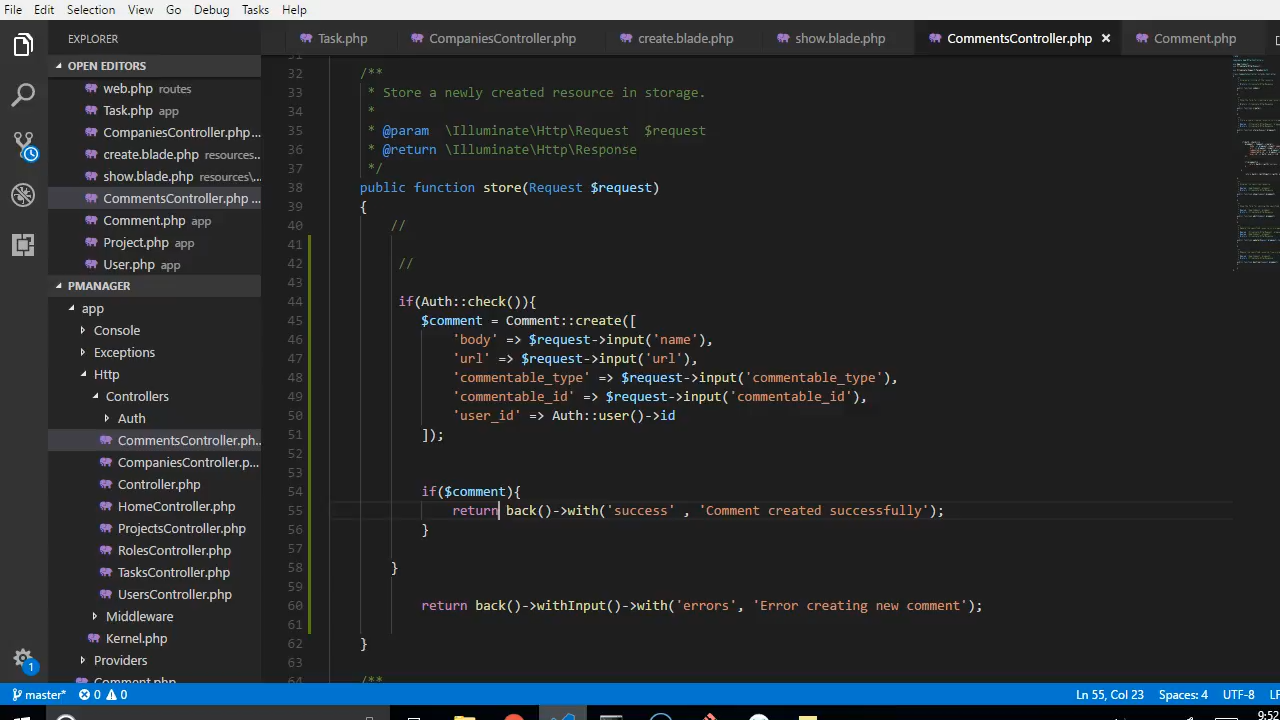 File Edit Selection View Go Debug Tasks Help
EXPLORER
OPEN EDITORS
web.php routes
Task.php app
CompaniesController.php ...
create.blade.php resources...
show.blade.php resources\...
CommentsController.php ...
Comment.php app
Project.php app
User.php app
PMANAGER
app
Console
Exceptions
Http
Controllers
Auth
CommentsController.ph...
CompaniesController.p...
Controller.php
HomeController.php
ProjectsController.php
RolesController.php
TasksController.php
UsersController.php
Middleware
Kernel.php
Providers
Comment.php
Task.php CompaniesController.php create.blade.php show.blade.php CommentsController.php × Comment.php
31
32 /**
33 * Store a newly created resource in storage.
34 *
35 * @param \Illuminate\Http\Request $request
36 * @return \Illuminate\Http\Response
37 */
38 public function store(Request $request)
39 {
40 //
41
42 //
43
44 if(Auth::check()){
45 $comment = Comment::create([
46 'body' => $request->input('name'),
47 'url' => $request->input('url'),
48 'commentable_type' => $request->input('commentable_type'),
49 'commentable_id' => $request->input('commentable_id'),
50 'user_id' => Auth::user()->id
51 ]);
52
53
54 if($comment){
55 return back()->with('success' , 'Comment created successfully');
56 }
57
58 }
59
60 return back()->withInput()->with('errors', 'Error creating new comment');
61
62 }
63
64 /**
1
master* 0 0 Ln 55, Col 23 Spaces: 4 UTF-8 LF
9:52